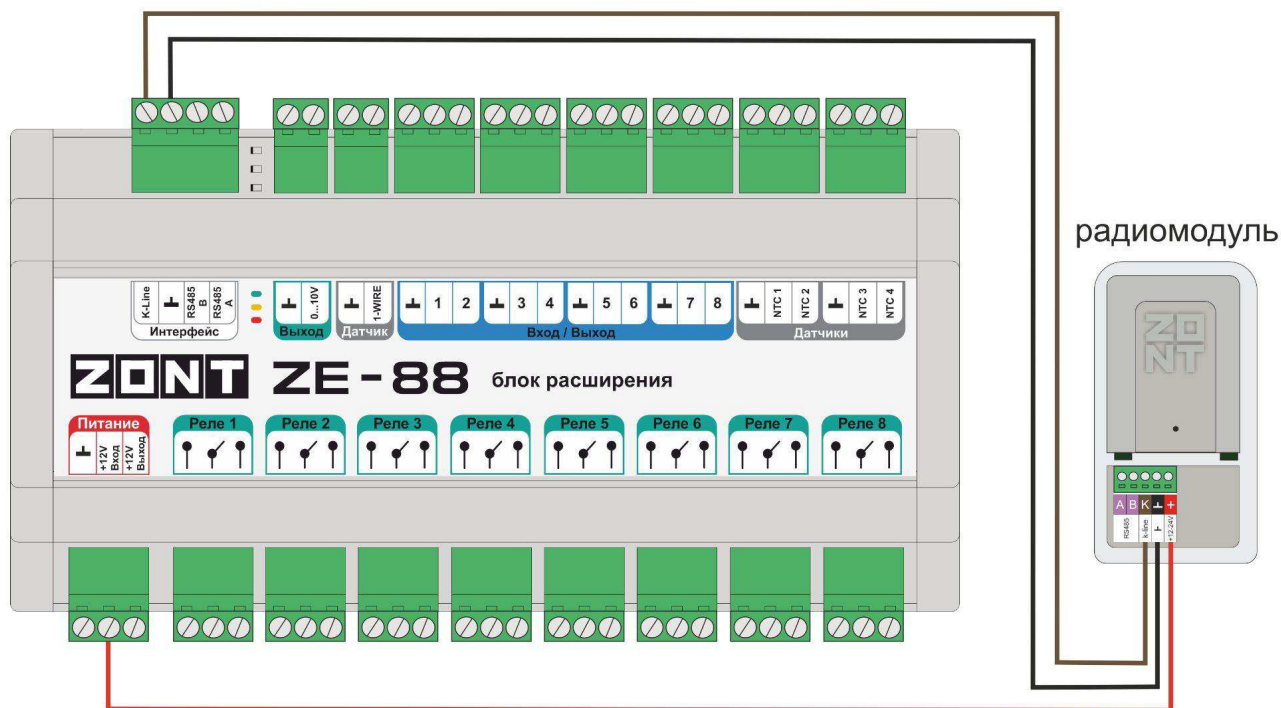 K-Line
RS485 B
RS485 A
Интерфейс
0...10V
Выход
1-WIRE
Датчик
1 2 3 4 5 6 7 8
Вход / Выход
NTC 1
NTC 2
NTC 3
NTC 4
Датчики
ZONT ZE-88 блок расширения
Питание
+12V Вход
+12V Выход
Реле 1
Реле 2
Реле 3
Реле 4
Реле 5
Реле 6
Реле 7
Реле 8
радиомодуль
ZONT
A B K +
RS485
k-line
+12-24V